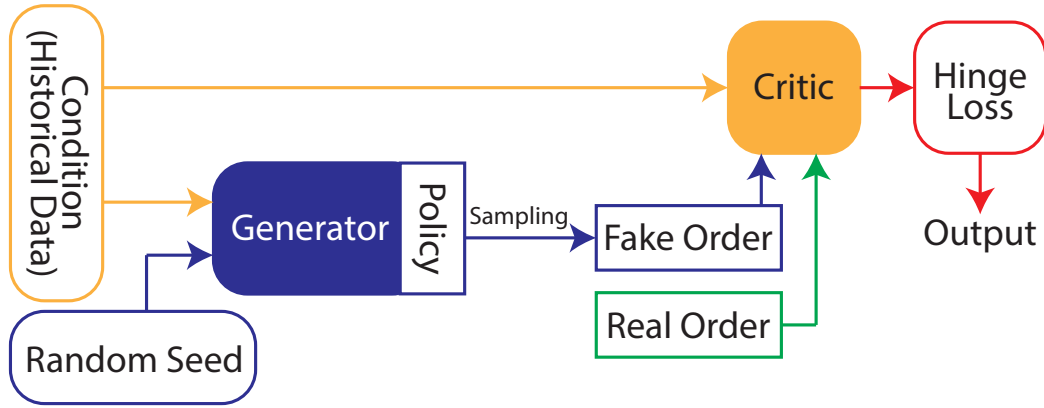 Condition
(Historical Data)
Random Seed
Generator
Policy
Sampling
Fake Order
Real Order
Critic
Hinge
Loss
Output